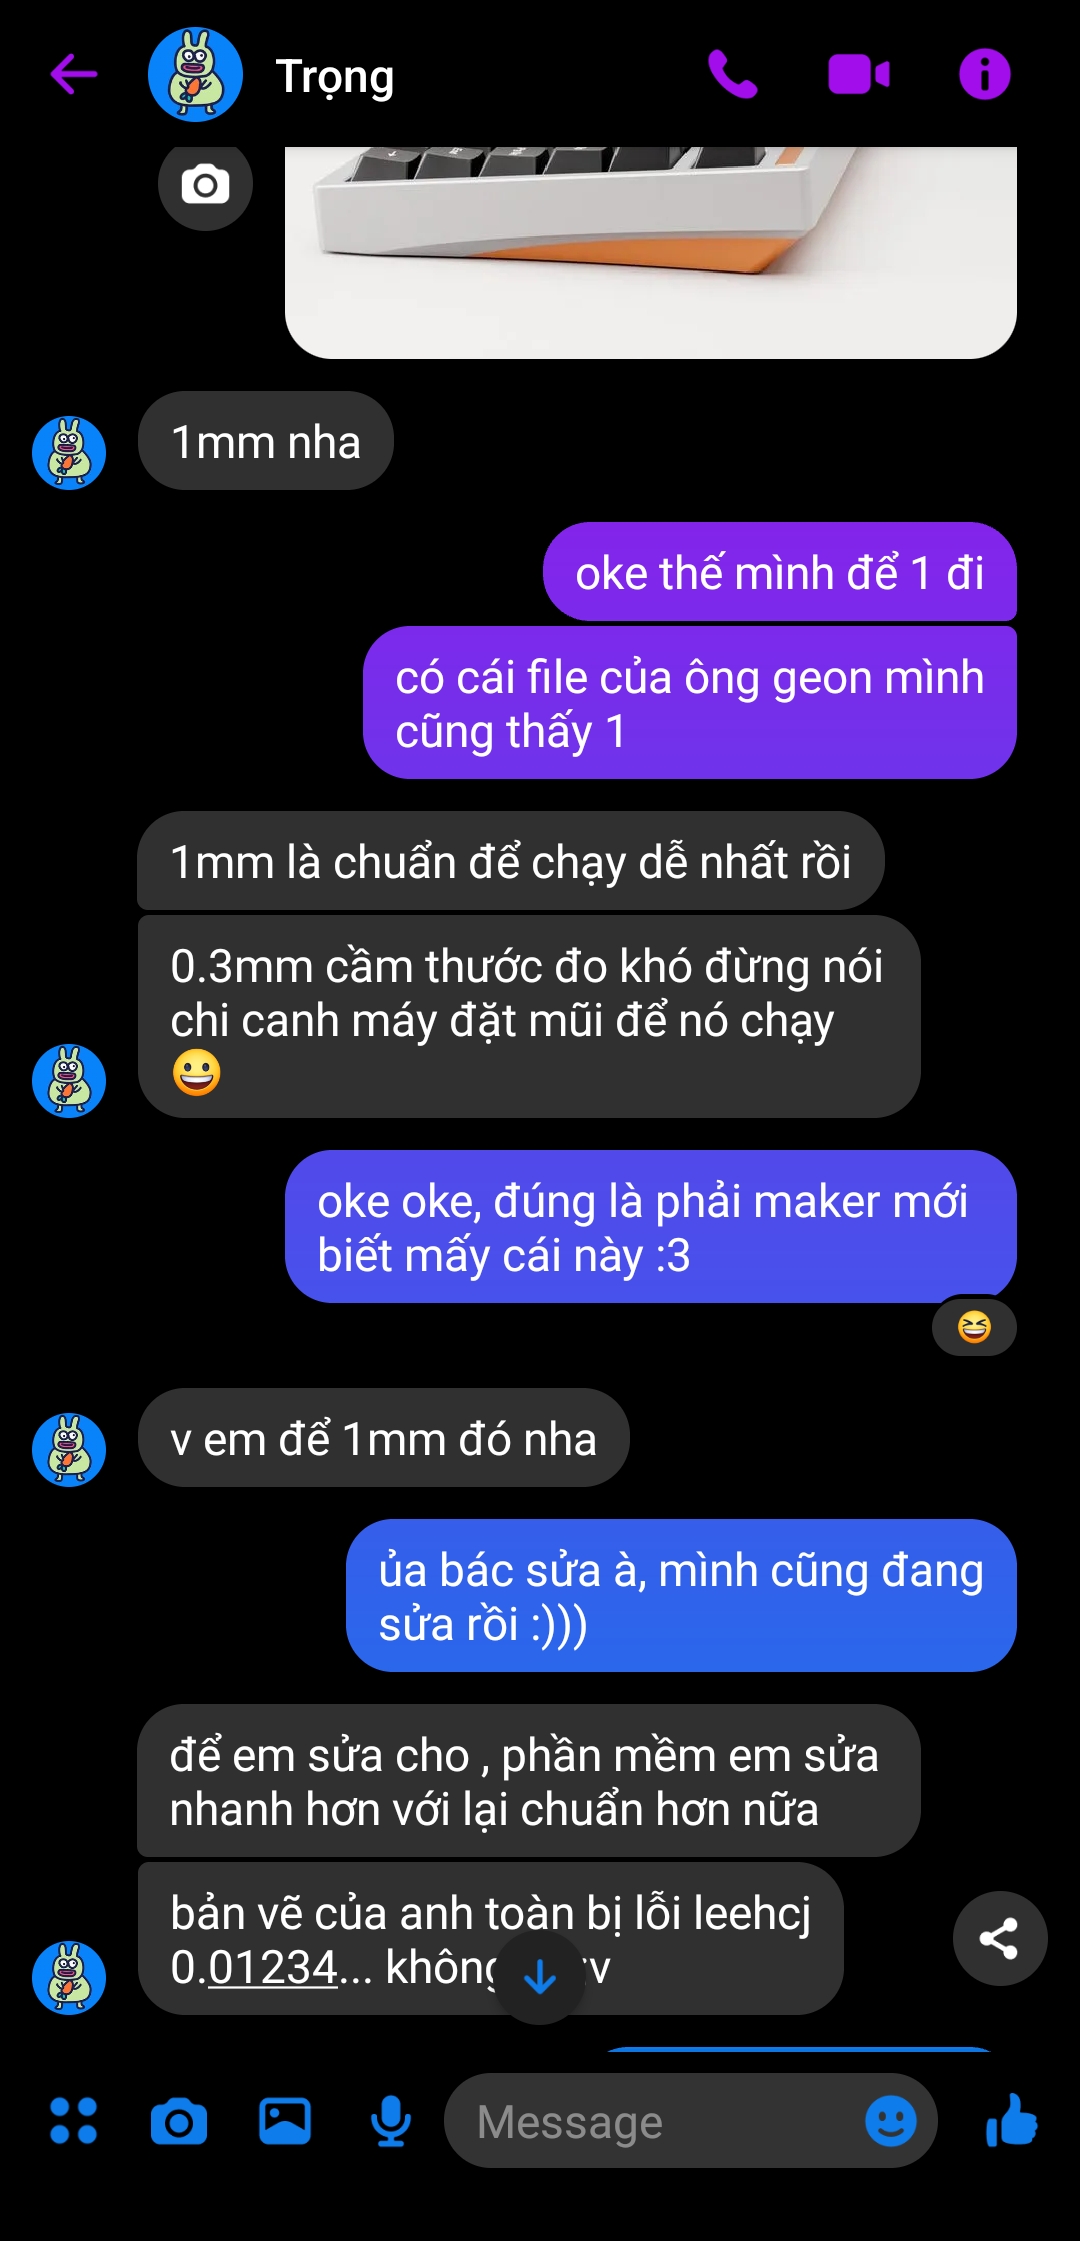 Trọng
1mm nha
oke thế mình để 1 đi
có cái file của ông geon mình
cũng thấy 1
1mm là chuẩn để chạy dễ nhất rồi
0.3mm cầm thước đo khó đừng nói
chi canh máy đặt mũi để nó chạy
😀
oke oke, đúng là phải maker mới
biết mấy cái này :3
😆
v em để 1mm đó nha
ủa bác sửa à, mình cũng đang
sửa rồi :)))
để em sửa cho , phần mềm em sửa
nhanh hơn với lại chuẩn hơn nữa
bản vẽ của anh toàn bị lỗi leehcj
0.01234... không :v
Message